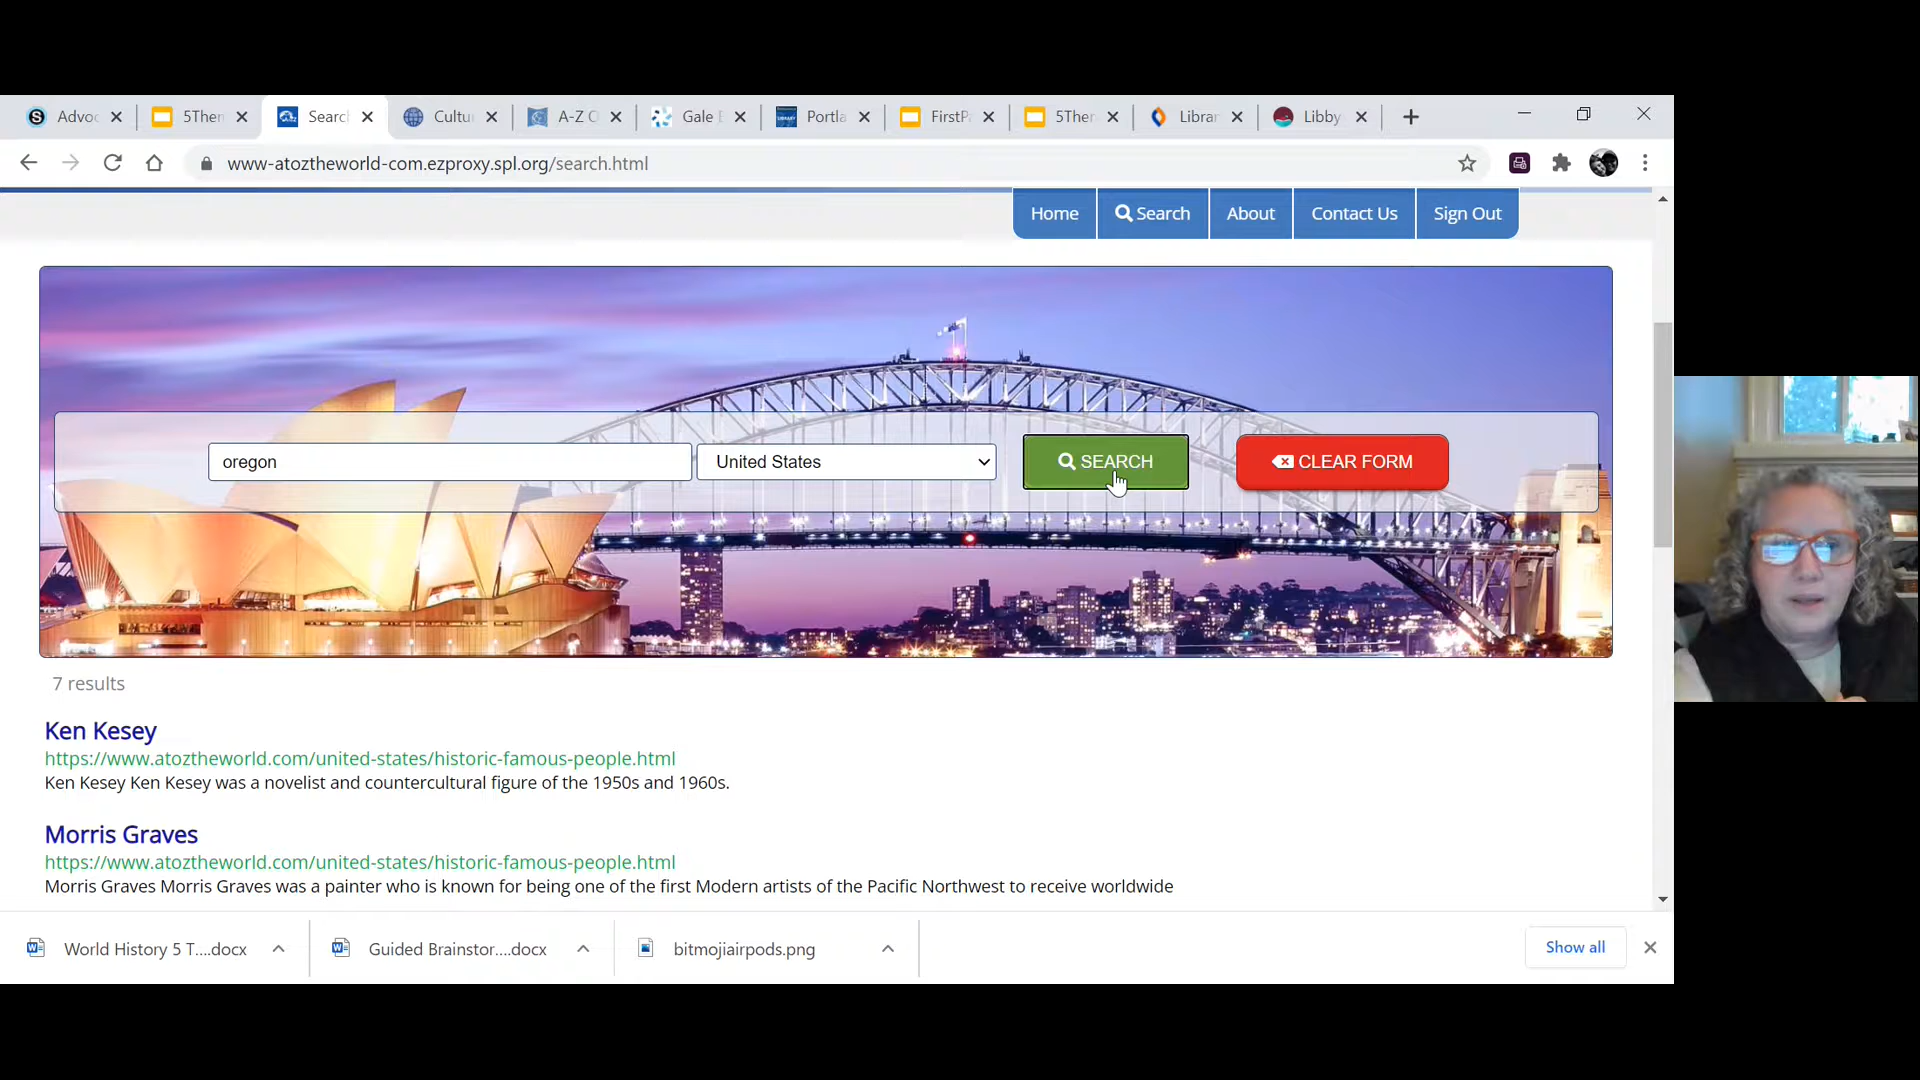 Advoc
5Then
Search
Cultu
A-Z O
Gale E
Portla
FirstP
5Ther
Librar
Libby
www-atoztheworld-com.ezproxy.spl.org/search.html
Home
Search
About
Contact Us
Sign Out
oregon
United States
SEARCH
CLEAR FORM
7 results
Ken Kesey
https://www.atoztheworld.com/united-states/historic-famous-people.html
Ken Kesey Ken Kesey was a novelist and countercultural figure of the 1950s and 1960s.
Morris Graves
https://www.atoztheworld.com/united-states/historic-famous-people.html
Morris Graves Morris Graves was a painter who is known for being one of the first Modern artists of the Pacific Northwest to receive worldwide
World History 5 T....docx
Guided Brainstor....docx
bitmojiairpods.png
Show all